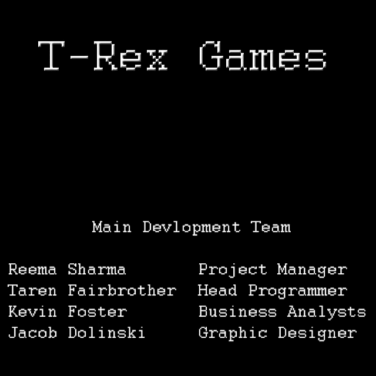 T-Rex Games
Main Devlopment Team
Reema Sharma Project Manager
Taren Fairbrother Head Programmer
Kevin Foster Business Analysts
Jacob Dolinski Graphic Designer